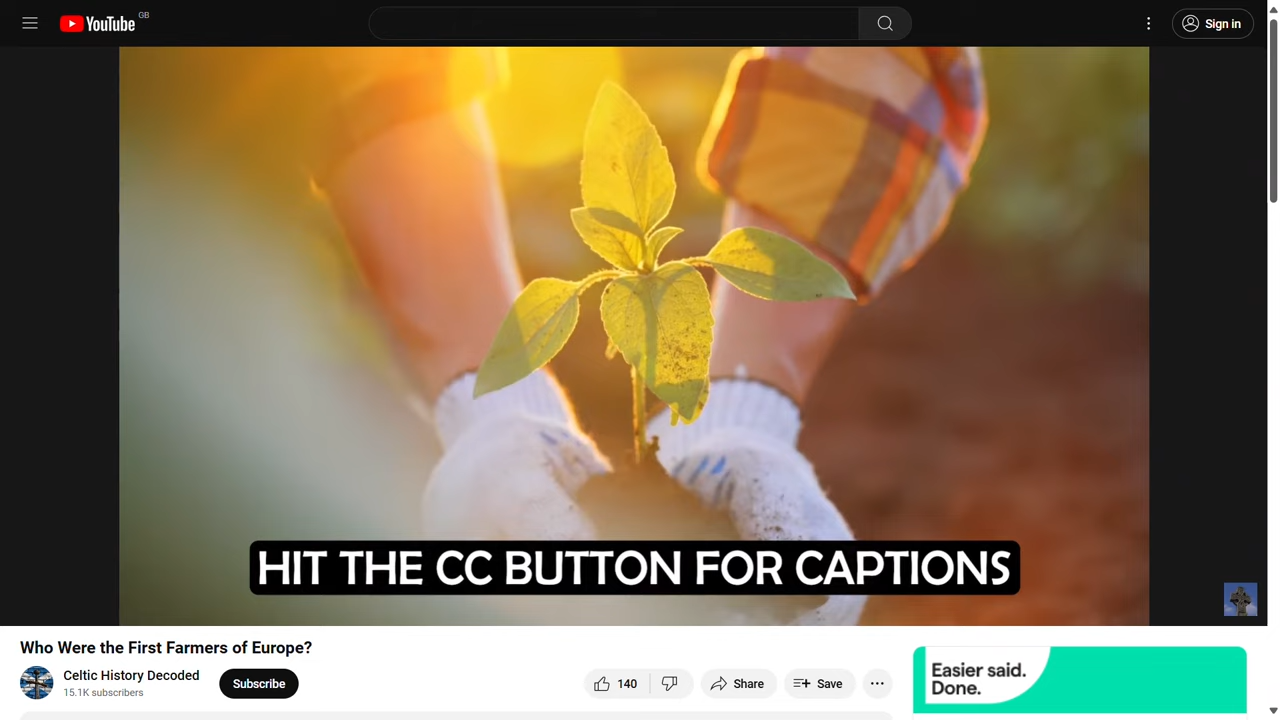 YouTube GB
Sign in
HIT THE CC BUTTON FOR CAPTIONS
Who Were the First Farmers of Europe?
Celtic History Decoded
15.1K subscribers
Subscribe
140
Share
Save
Easier said.
Done.